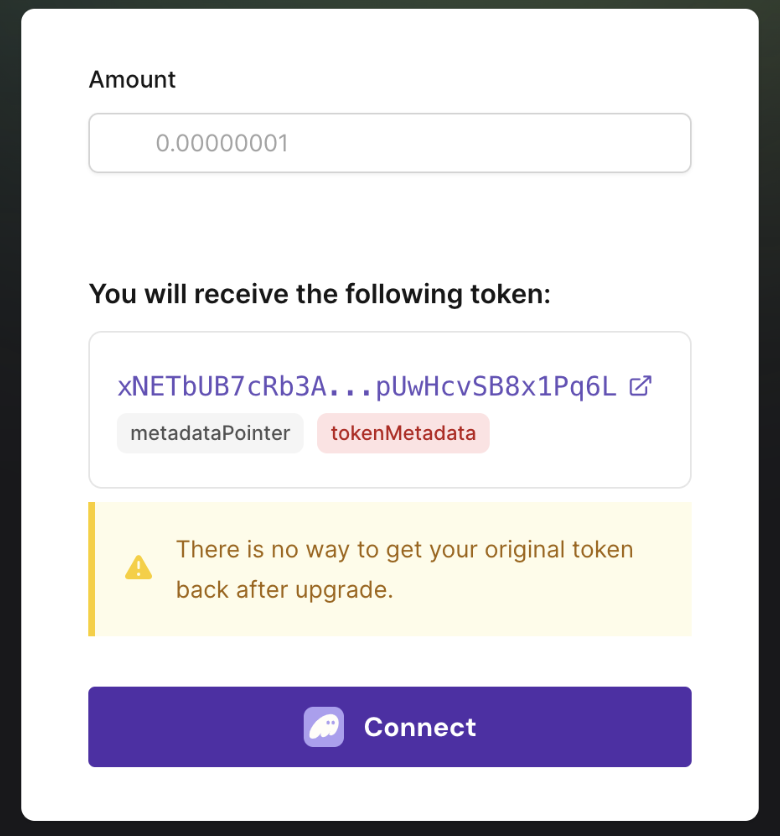 Amount
0.00000001
You will receive the following token:
xNETbUB7cRb3A...pUwHcvSB8x1Pq6L
metadataPointer tokenMetadata
There is no way to get your original token
back after upgrade.
Connect